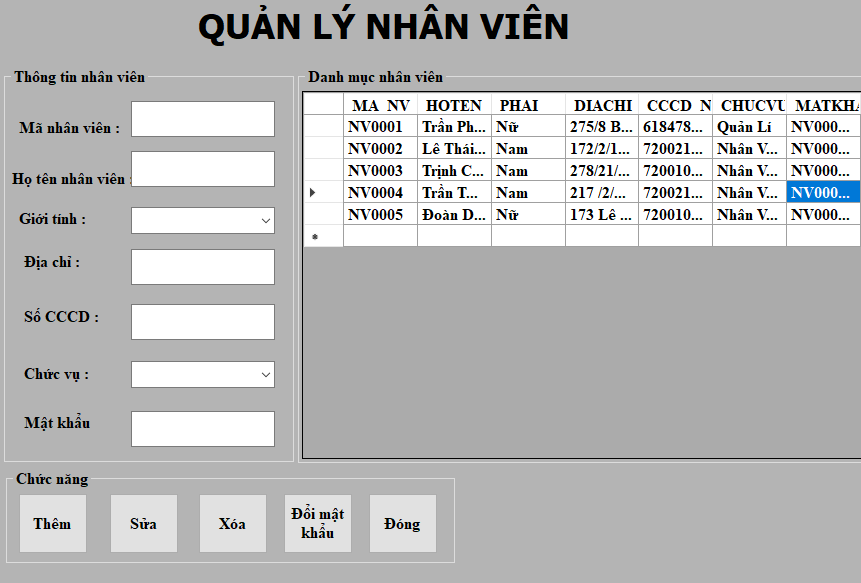 QUẢN LÝ NHÂN VIÊN
Thông tin nhân viên
Mã nhân viên :
Họ tên nhân viên :
Giới tính :
Địa chỉ :
Số CCCD :
Chức vụ :
Mật khẩu
Danh mục nhân viên
MA_NV HOTEN PHAI DIACHI CCCD_N CHUCVU MATKHA
NV0001 Trần Ph... Nữ 275/8 B... 618478... Quản Lí NV000...
NV0002 Lê Thái... Nam 172/2/1... 720021... Nhân V... NV000...
NV0003 Trịnh C... Nam 278/21/... 720010... Nhân V... NV000...
NV0004 Trần T... Nam 217 /2/... 720021... Nhân V... NV000...
NV0005 Đoàn D... Nữ 173 Lê ... 720010... Nhân V... NV000...
Chức năng
Thêm
Sửa
Xóa
Đổi mật
khẩu
Đóng